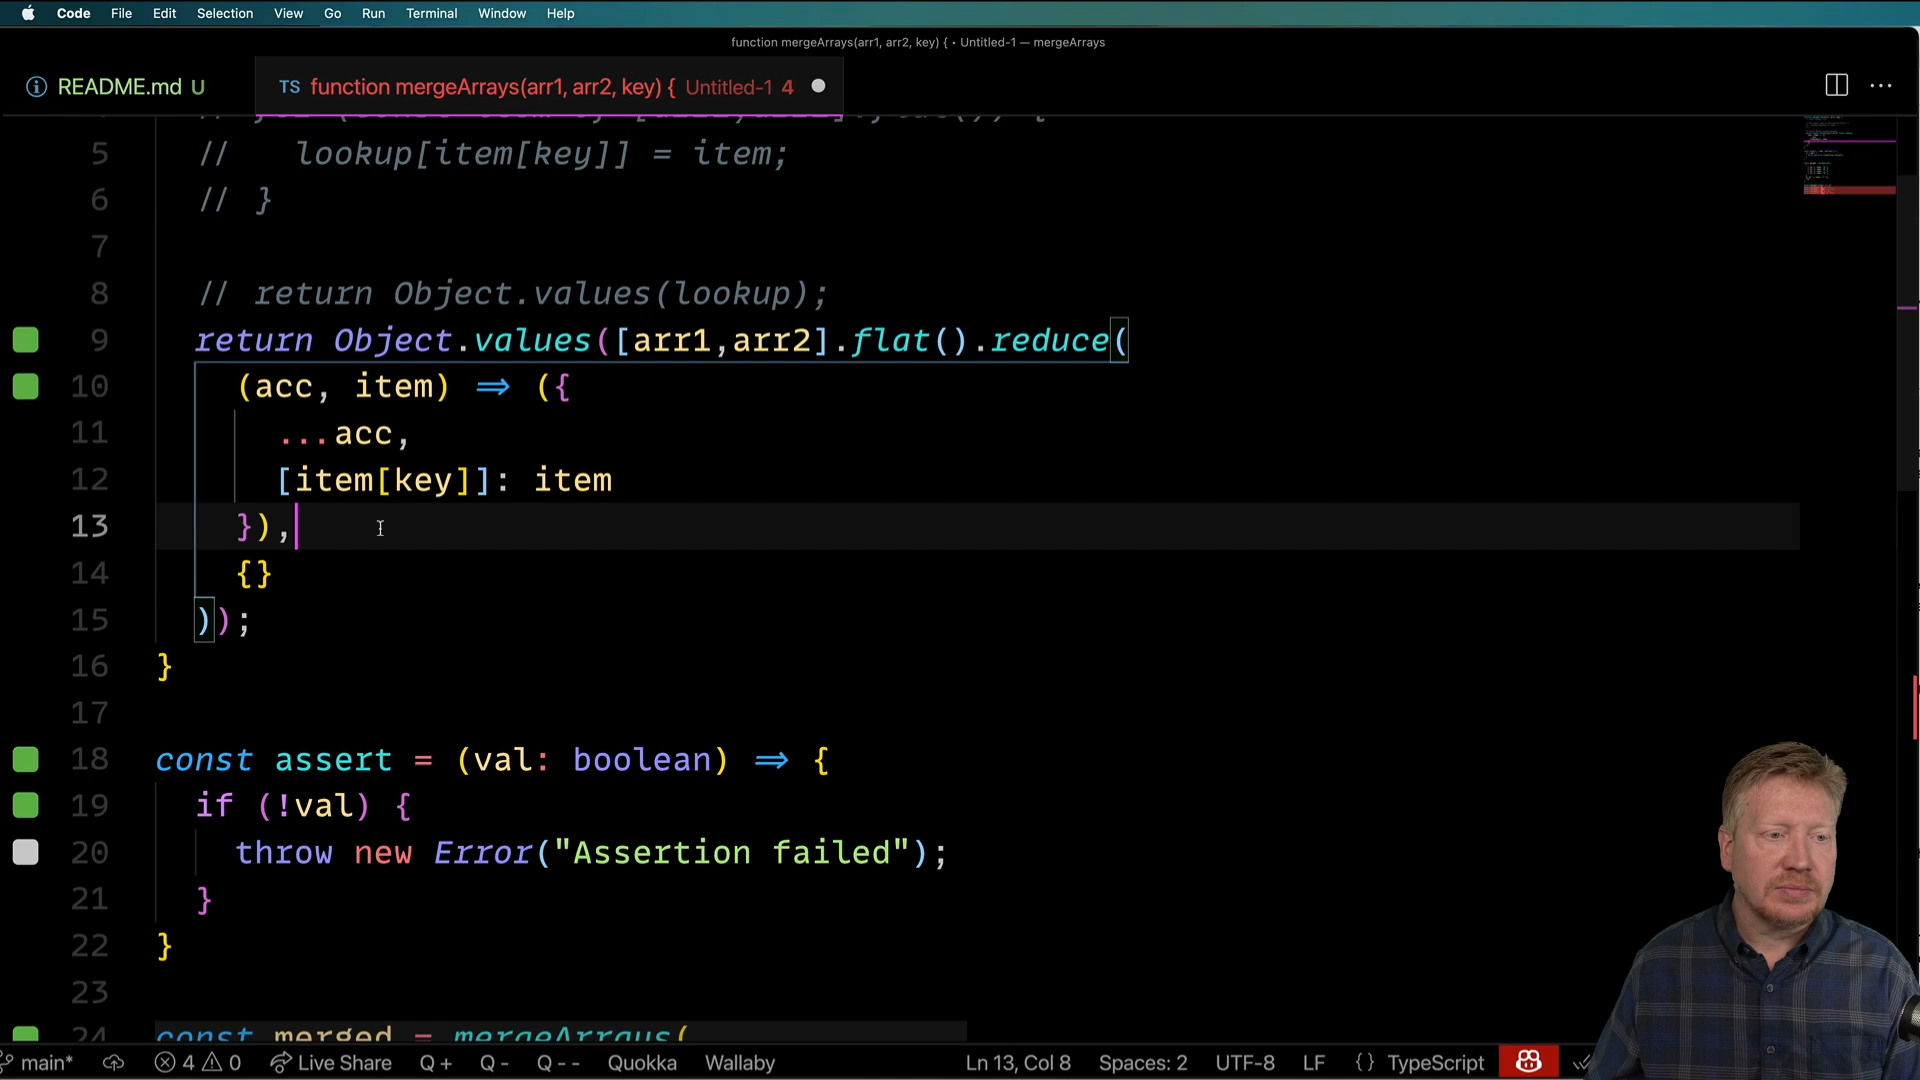 Code File Edit Selection View Go Run Terminal Window Help
function mergeArrays(arr1, arr2, key) { • Untitled-1 — mergeArrays
README.md U TS function mergeArrays(arr1, arr2, key) { Untitled-1 4
5 // lookup[item[key]] = item;
6 // }
7
8 // return Object.values(lookup);
9 return Object.values([arr1,arr2].flat().reduce(
10 (acc, item) => ({
11 ...acc,
12 [item[key]]: item
13 }),
14 {}
15 ));
16 }
17
18 const assert = (val: boolean) => {
19 if (!val) {
20 throw new Error("Assertion failed");
21 }
22 }
23
24 const merged = mergeArrays(
main* 4 0 Live Share Q+ Q- Q-- Quokka Wallaby Ln 13, Col 8 Spaces: 2 UTF-8 LF {} TypeScript